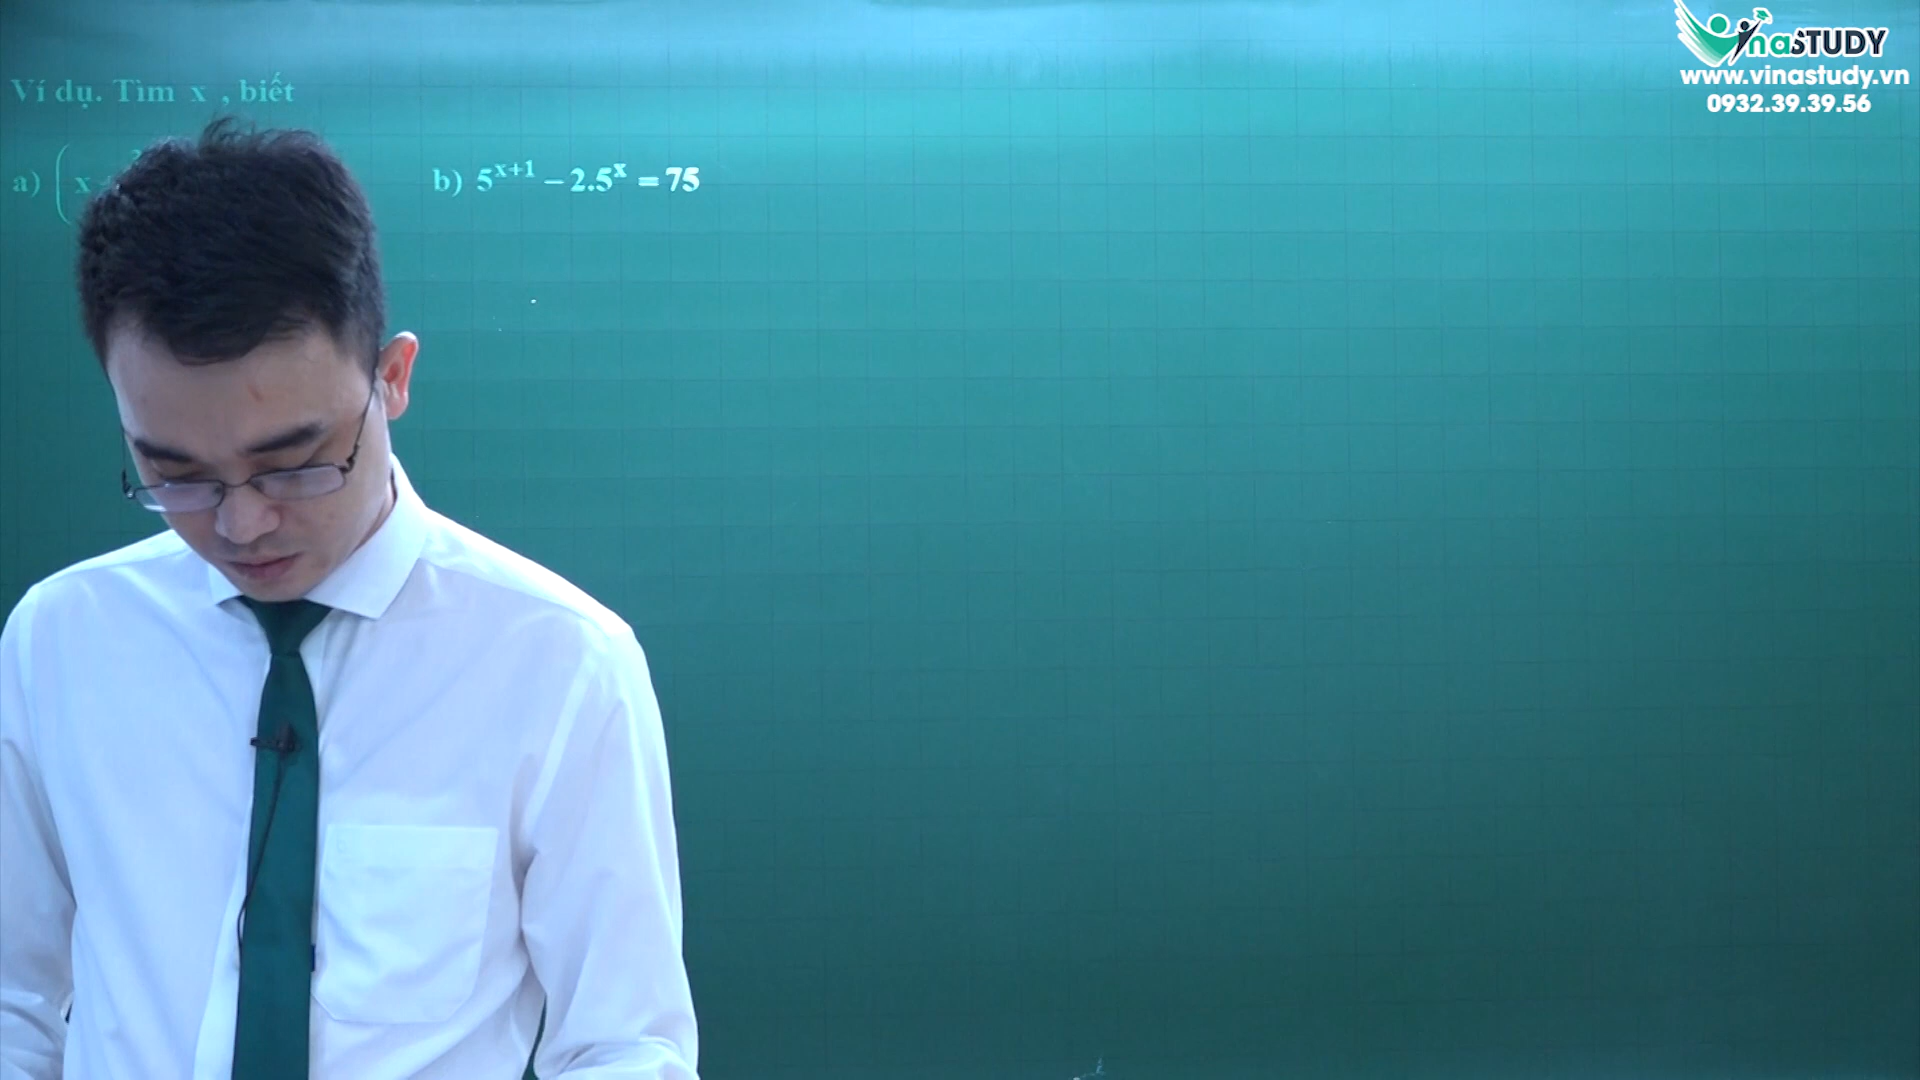 VinaSTUDY
www.vinastudy.vn
0932.39.39.56
Ví dụ. Tìm x , biết
a) ( x
b) 5^{x+1} – 2.5^x = 75